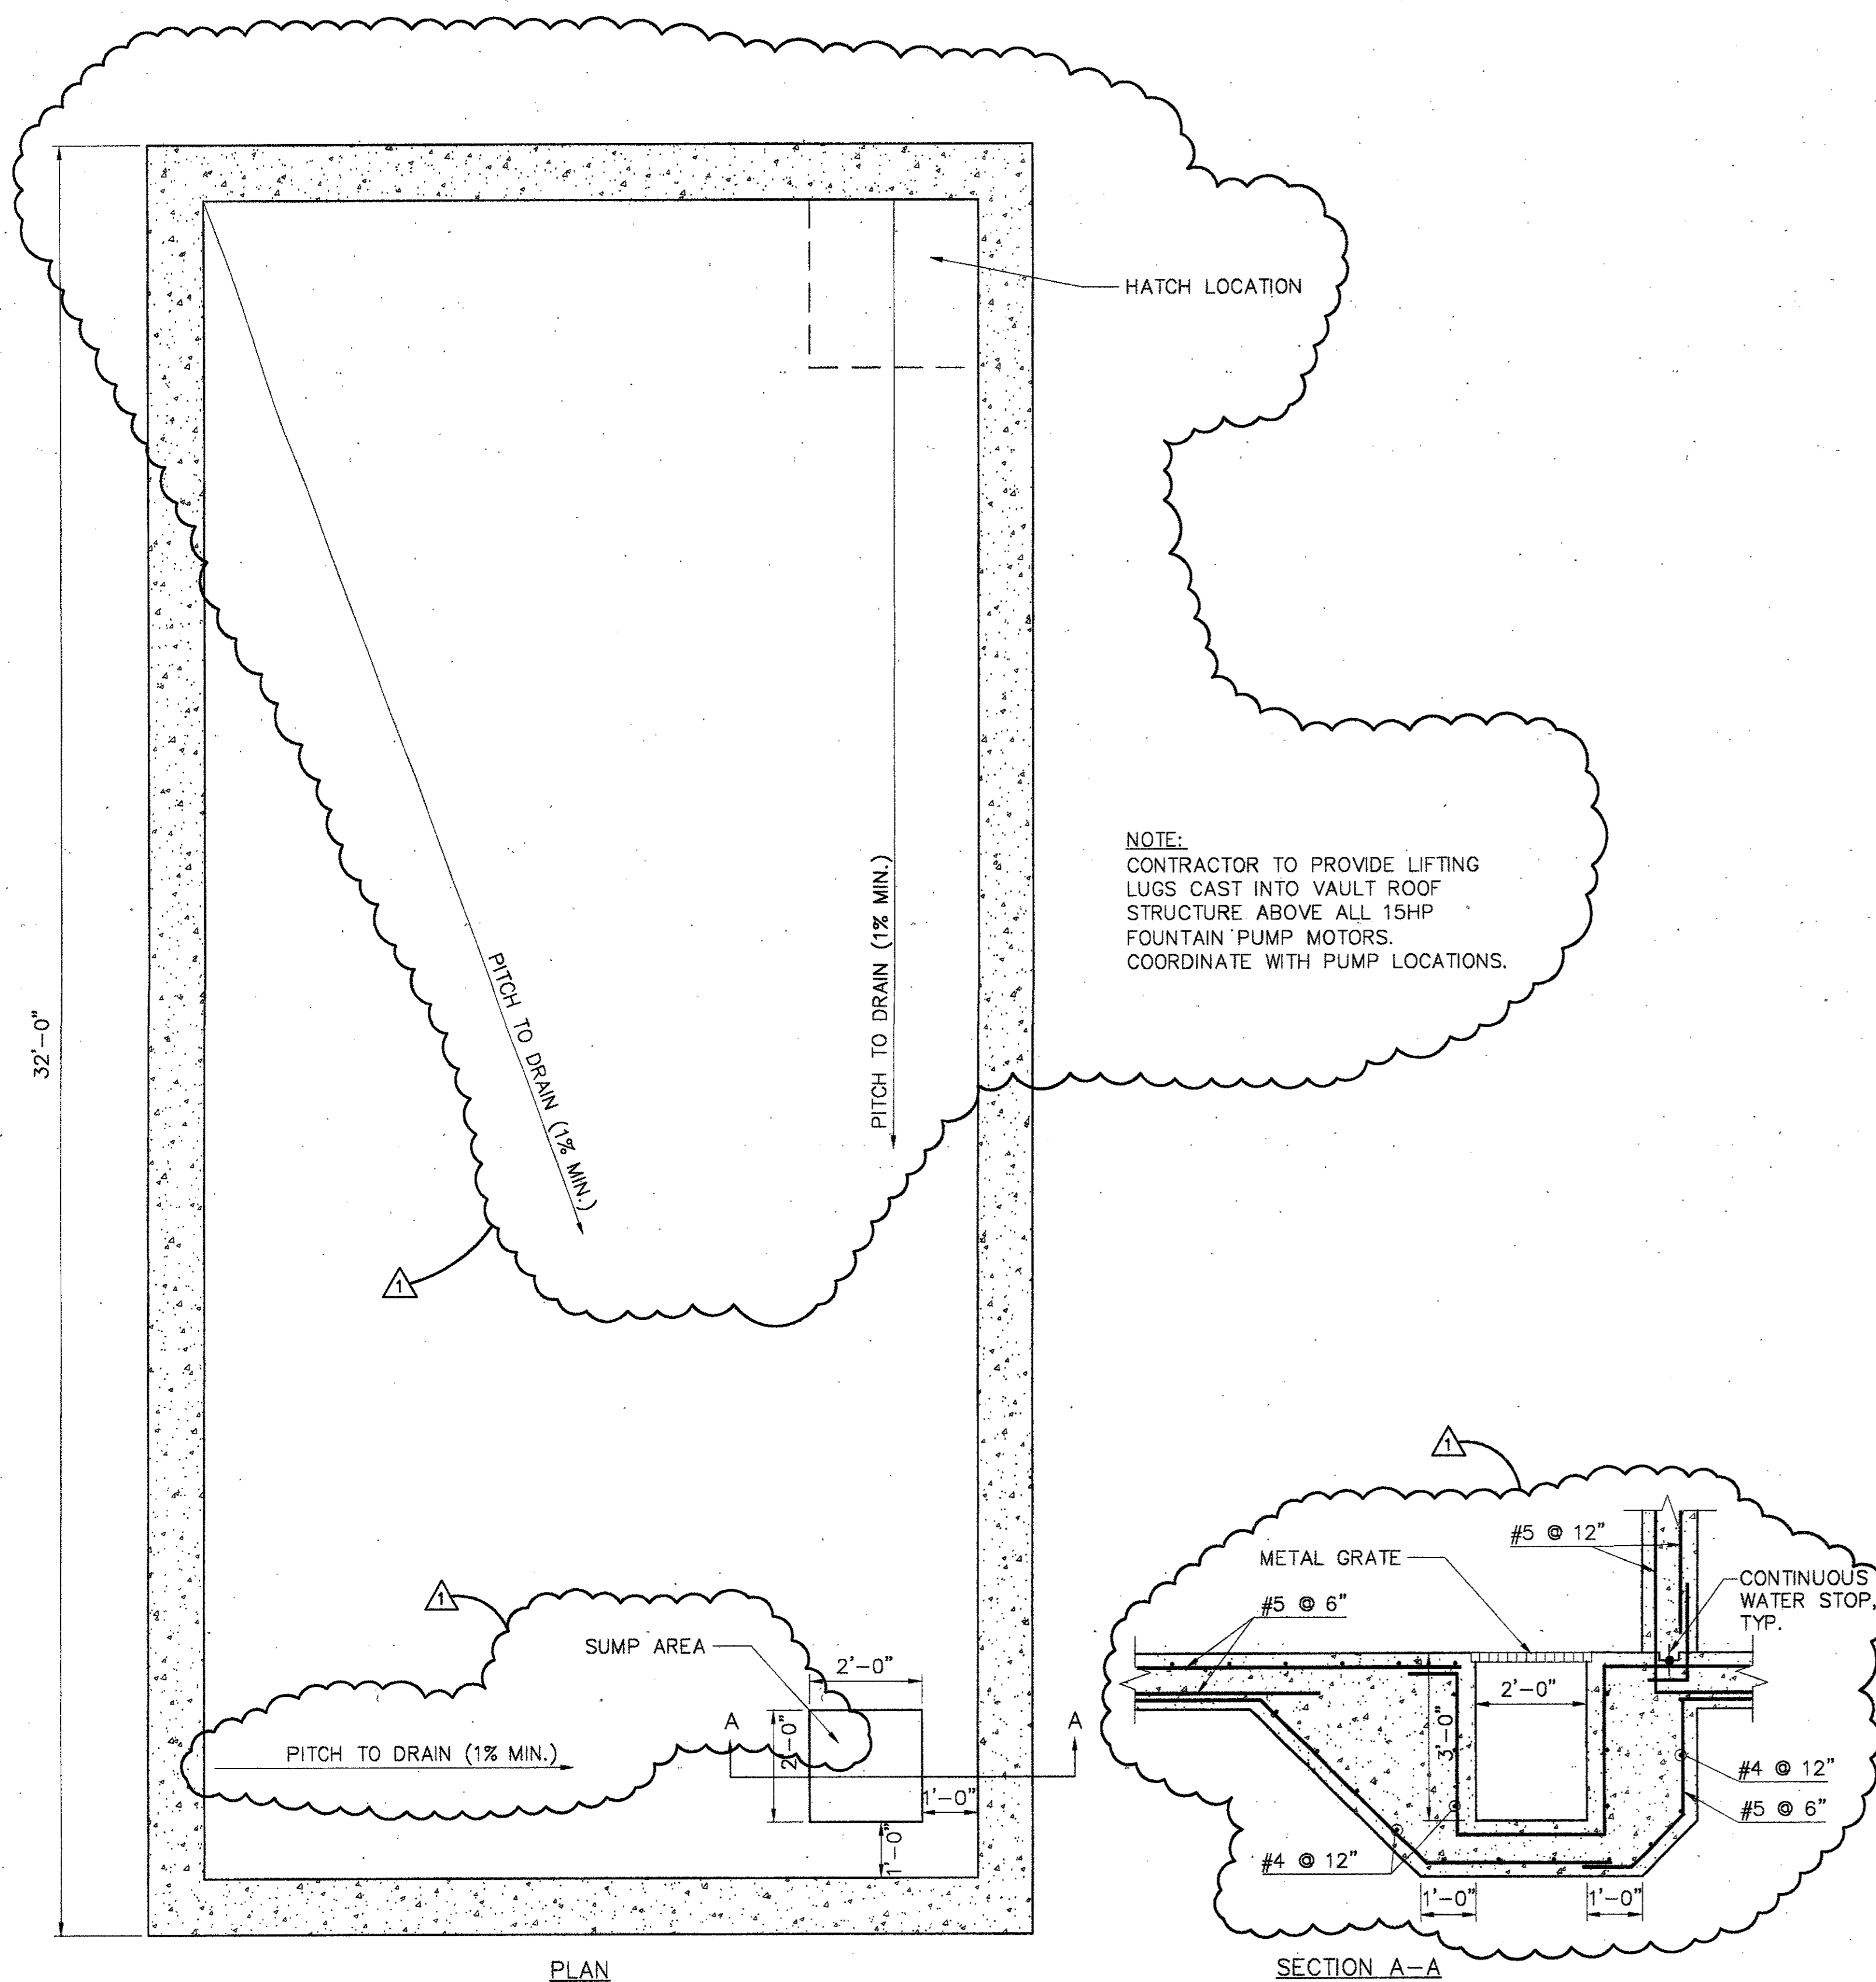 HATCH LOCATION
32'-0"
PITCH TO DRAIN (1% MIN.)
PITCH TO DRAIN (1% MIN.)
NOTE:
CONTRACTOR TO PROVIDE LIFTING
LUGS CAST INTO VAULT ROOF
STRUCTURE ABOVE ALL 15HP
FOUNTAIN PUMP MOTORS.
COORDINATE WITH PUMP LOCATIONS.
1
1
SUMP AREA
2'-0"
2'-0"
A
A
PITCH TO DRAIN (1% MIN.)
1'-0"
1'-0"
PLAN
1
#5 @ 12"
METAL GRATE
CONTINUOUS
WATER STOP,
TYP.
#5 @ 6"
2'-0"
3'-0"
#4 @ 12"
#5 @ 6"
#4 @ 12"
1'-0"
1'-0"
SECTION A-A